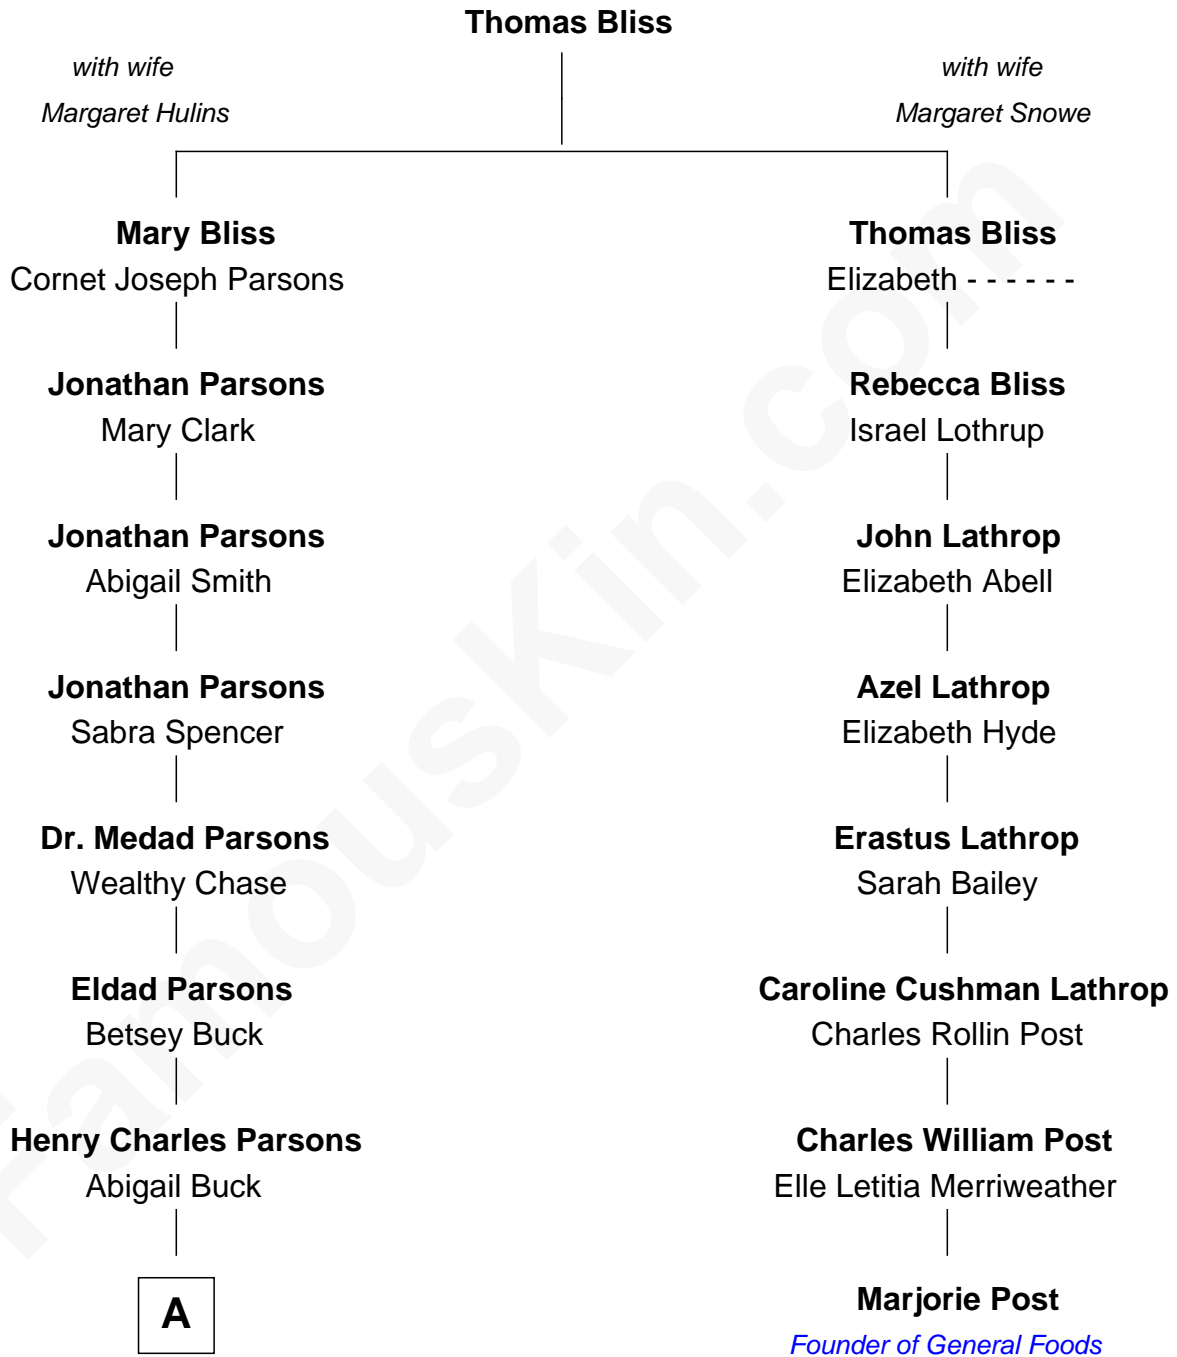 Thomas Bliss
with wife
Margaret Hulins
with wife
Margaret Snowe
Mary Bliss
Cornet Joseph Parsons
Thomas Bliss
Elizabeth - - - - - -
Jonathan Parsons
Mary Clark
Rebecca Bliss
Israel Lothrup
Jonathan Parsons
Abigail Smith
John Lathrop
Elizabeth Abell
Jonathan Parsons
Sabra Spencer
Azel Lathrop
Elizabeth Hyde
Dr. Medad Parsons
Wealthy Chase
Erastus Lathrop
Sarah Bailey
Eldad Parsons
Betsey Buck
Caroline Cushman Lathrop
Charles Rollin Post
Henry Charles Parsons
Abigail Buck
Charles William Post
Elle Letitia Merriweather
A
Marjorie Post
Founder of General Foods
FamousKin.com